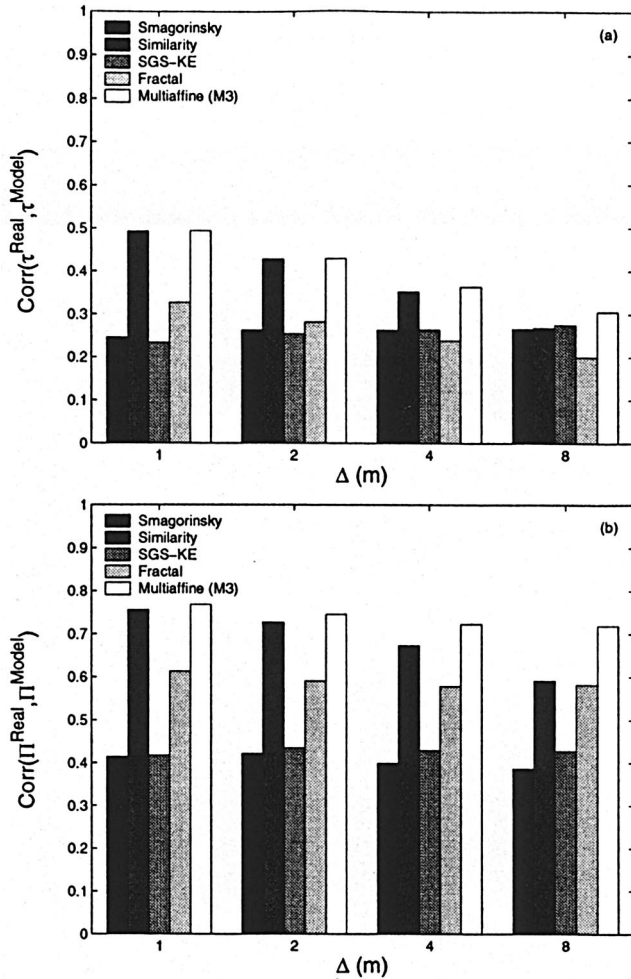 (a)
Smagorinsky
Similarity
SGS-KE
Fractal
Multiaffine (M3)
1
0.9
0.8
0.7
0.6
0.5
0.4
0.3
0.2
0.1
0
Corr(τ^Real,τ^Model)
1 2 4 8
Δ (m)
(b)
Smagorinsky
Similarity
SGS-KE
Fractal
Multiaffine (M3)
1
0.9
0.8
0.7
0.6
0.5
0.4
0.3
0.2
0.1
0
Corr(Π^Real,Π^Model)
1 2 4 8
Δ (m)